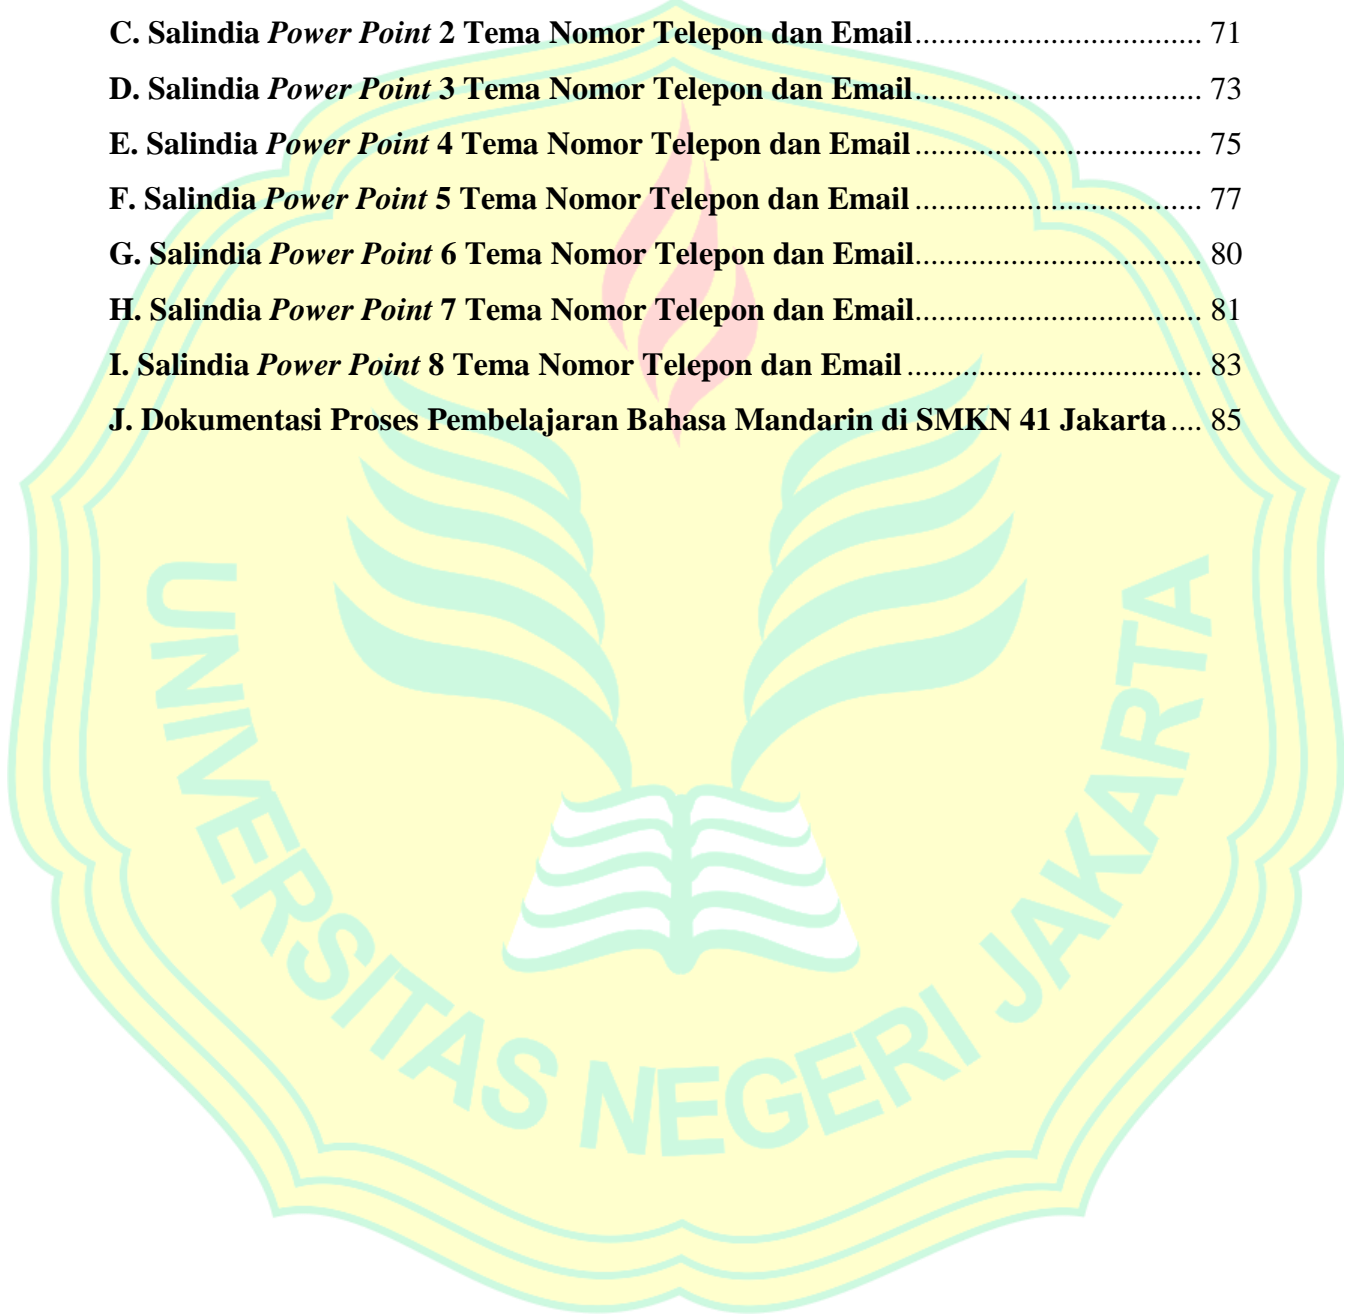 C. Salindia Power Point 2 Tema Nomor Telepon dan Email.................................... 71
D. Salindia Power Point 3 Tema Nomor Telepon dan Email.................................... 73
E. Salindia Power Point 4 Tema Nomor Telepon dan Email.................................... 75
F. Salindia Power Point 5 Tema Nomor Telepon dan Email.................................... 77
G. Salindia Power Point 6 Tema Nomor Telepon dan Email.................................... 80
H. Salindia Power Point 7 Tema Nomor Telepon dan Email.................................... 81
I. Salindia Power Point 8 Tema Nomor Telepon dan Email..................................... 83
J. Dokumentasi Proses Pembelajaran Bahasa Mandarin di SMKN 41 Jakarta.... 85
UNIVERSITAS NEGERI JAKARTA